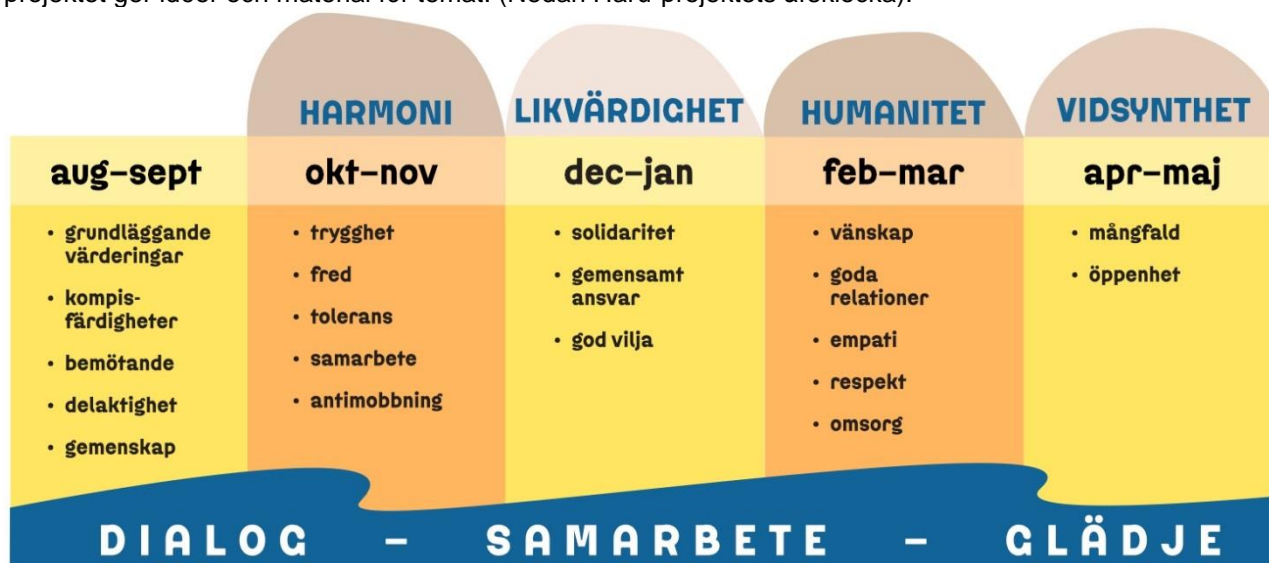 HARMONI
LIKVÄRDIGHET
HUMANITET
VIDSYNTHET
aug–sept
okt–nov
dec–jan
feb–mar
apr–maj
• grundläggande
värderingar
• kompis-
färdigheter
• bemötande
• delaktighet
• gemenskap
• trygghet
• fred
• tolerans
• samarbete
• antimobbning
• solidaritet
• gemensamt
ansvar
• god vilja
• vänskap
• goda
relationer
• empati
• respekt
• omsorg
• mångfald
• öppenhet
DIALOG – SAMARBETE – GLÄDJE